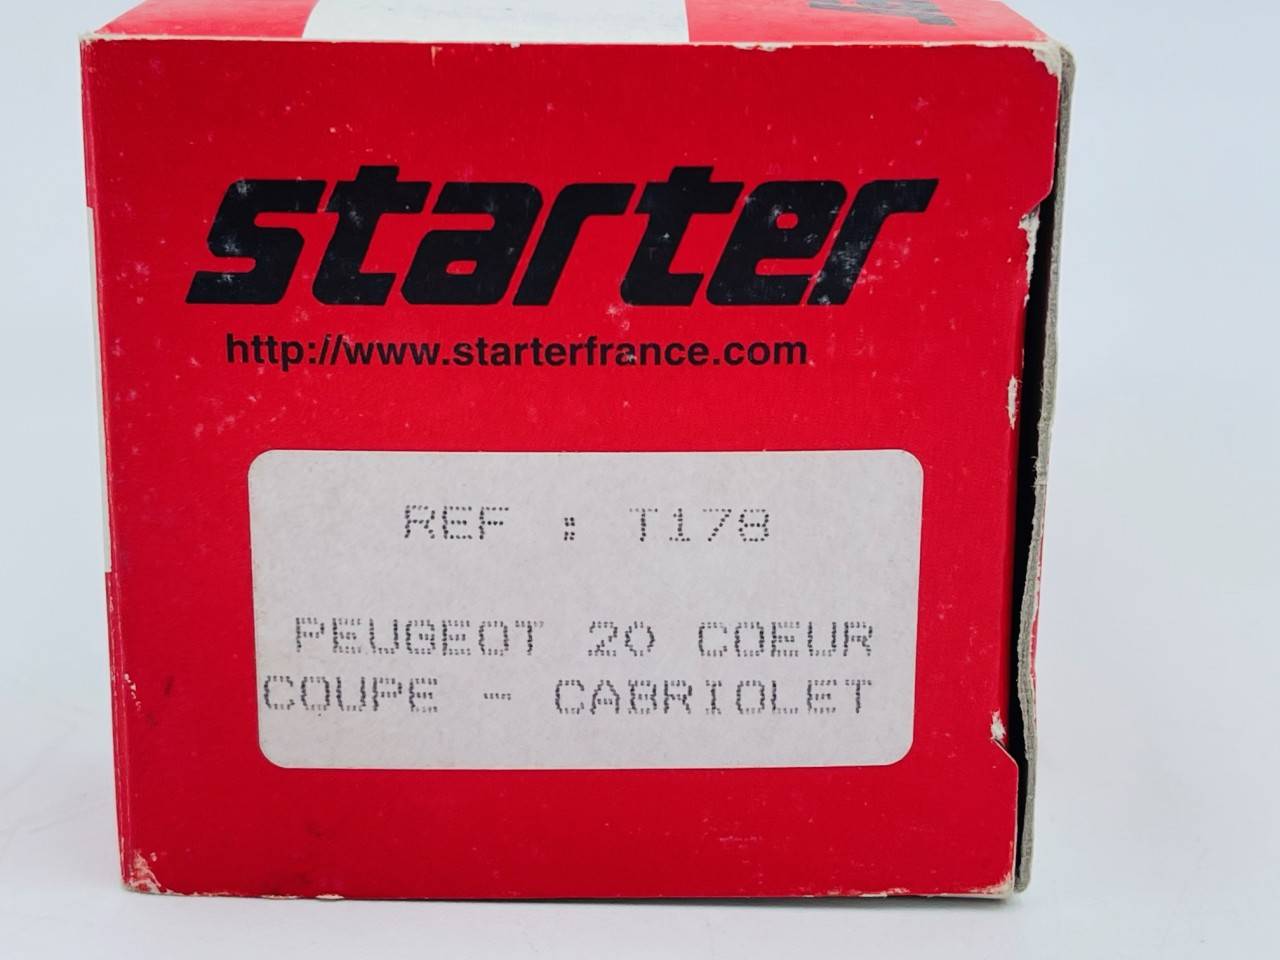 starter
http://www.starterfrance.com
REF : T178
PEUGEOT 20 COEUR
COUPE - CABRIOLET